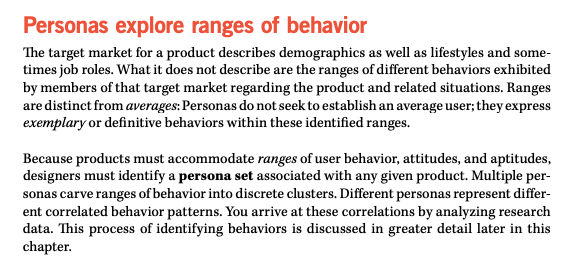 Personas explore ranges of behavior
The target market for a product describes demographics as well as lifestyles and some-
times job roles. What it does not describe are the ranges of different behaviors exhibited
by members of that target market regarding the product and related situations. Ranges
are distinct from averages: Personas do not seek to establish an average user; they express
exemplary or definitive behaviors within these identified ranges.
Because products must accommodate ranges of user behavior, attitudes, and aptitudes,
designers must identify a persona set associated with any given product. Multiple per-
sonas carve ranges of behavior into discrete clusters. Different personas represent differ-
ent correlated behavior patterns. You arrive at these correlations by analyzing research
data. This process of identifying behaviors is discussed in greater detail later in this
chapter.